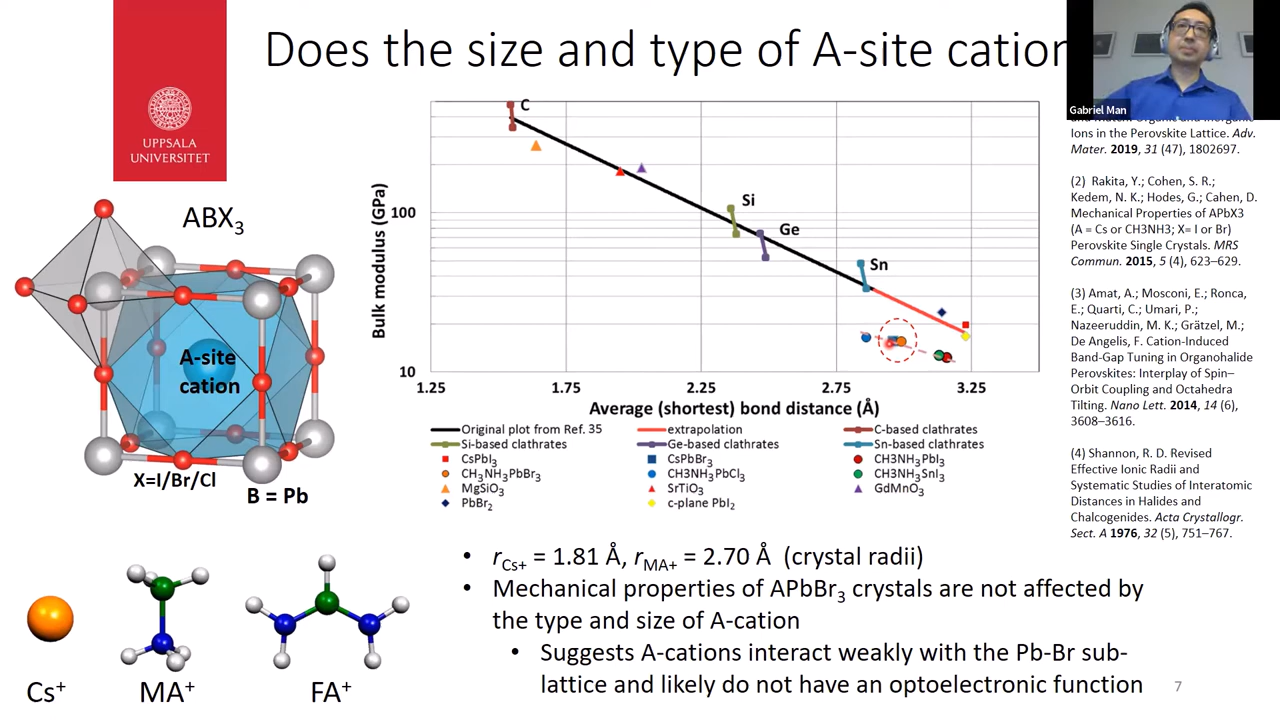 Does the size and type of A-site cation
UPPSALA
UNIVERSITET
ABX3
A-site
cation
X=I/Br/Cl
B = Pb
Cs+
MA+
FA+
Bulk modulus (GPa)
100
10
C
Si
Ge
Sn
1.25
1.75
2.25
2.75
3.25
Average (shortest) bond distance (Å)
Original plot from Ref. 35
extrapolation
C-based clathrates
Si-based clathrates
Ge-based clathrates
Sn-based clathrates
CsPbI3
CsPbBr3
CH3NH3PbI3
CH3NH3PbBr3
CH3NH3PbCl3
CH3NH3SnI3
MgSiO3
SrTiO3
GdMnO3
PbBr2
c-plane PbI2
• rCs+ = 1.81 Å, rMA+ = 2.70 Å (crystal radii)
• Mechanical properties of APbBr3 crystals are not affected by
the type and size of A-cation
• Suggests A-cations interact weakly with the Pb-Br sub-
lattice and likely do not have an optoelectronic function
7
Gabriel Man
Ions in the Perovskite Lattice. Adv.
Mater. 2019, 31 (47), 1802697.
(2) Rakita, Y.; Cohen, S. R.;
Kedem, N. K.; Hodes, G.; Cahen, D.
Mechanical Properties of APbX3
(A = Cs or CH3NH3; X= I or Br)
Perovskite Single Crystals. MRS
Commun. 2015, 5 (4), 623–629.
(3) Amat, A.; Mosconi, E.; Ronca,
E.; Quarti, C.; Umari, P.;
Nazeeruddin, M. K.; Grätzel, M.;
De Angelis, F. Cation-Induced
Band-Gap Tuning in Organohalide
Perovskites: Interplay of Spin–
Orbit Coupling and Octahedra
Tilting. Nano Lett. 2014, 14 (6),
3608–3616.
(4) Shannon, R. D. Revised
Effective Ionic Radii and
Systematic Studies of Interatomic
Distances in Halides and
Chalcogenides. Acta Crystallogr.
Sect. A 1976, 32 (5), 751–767.